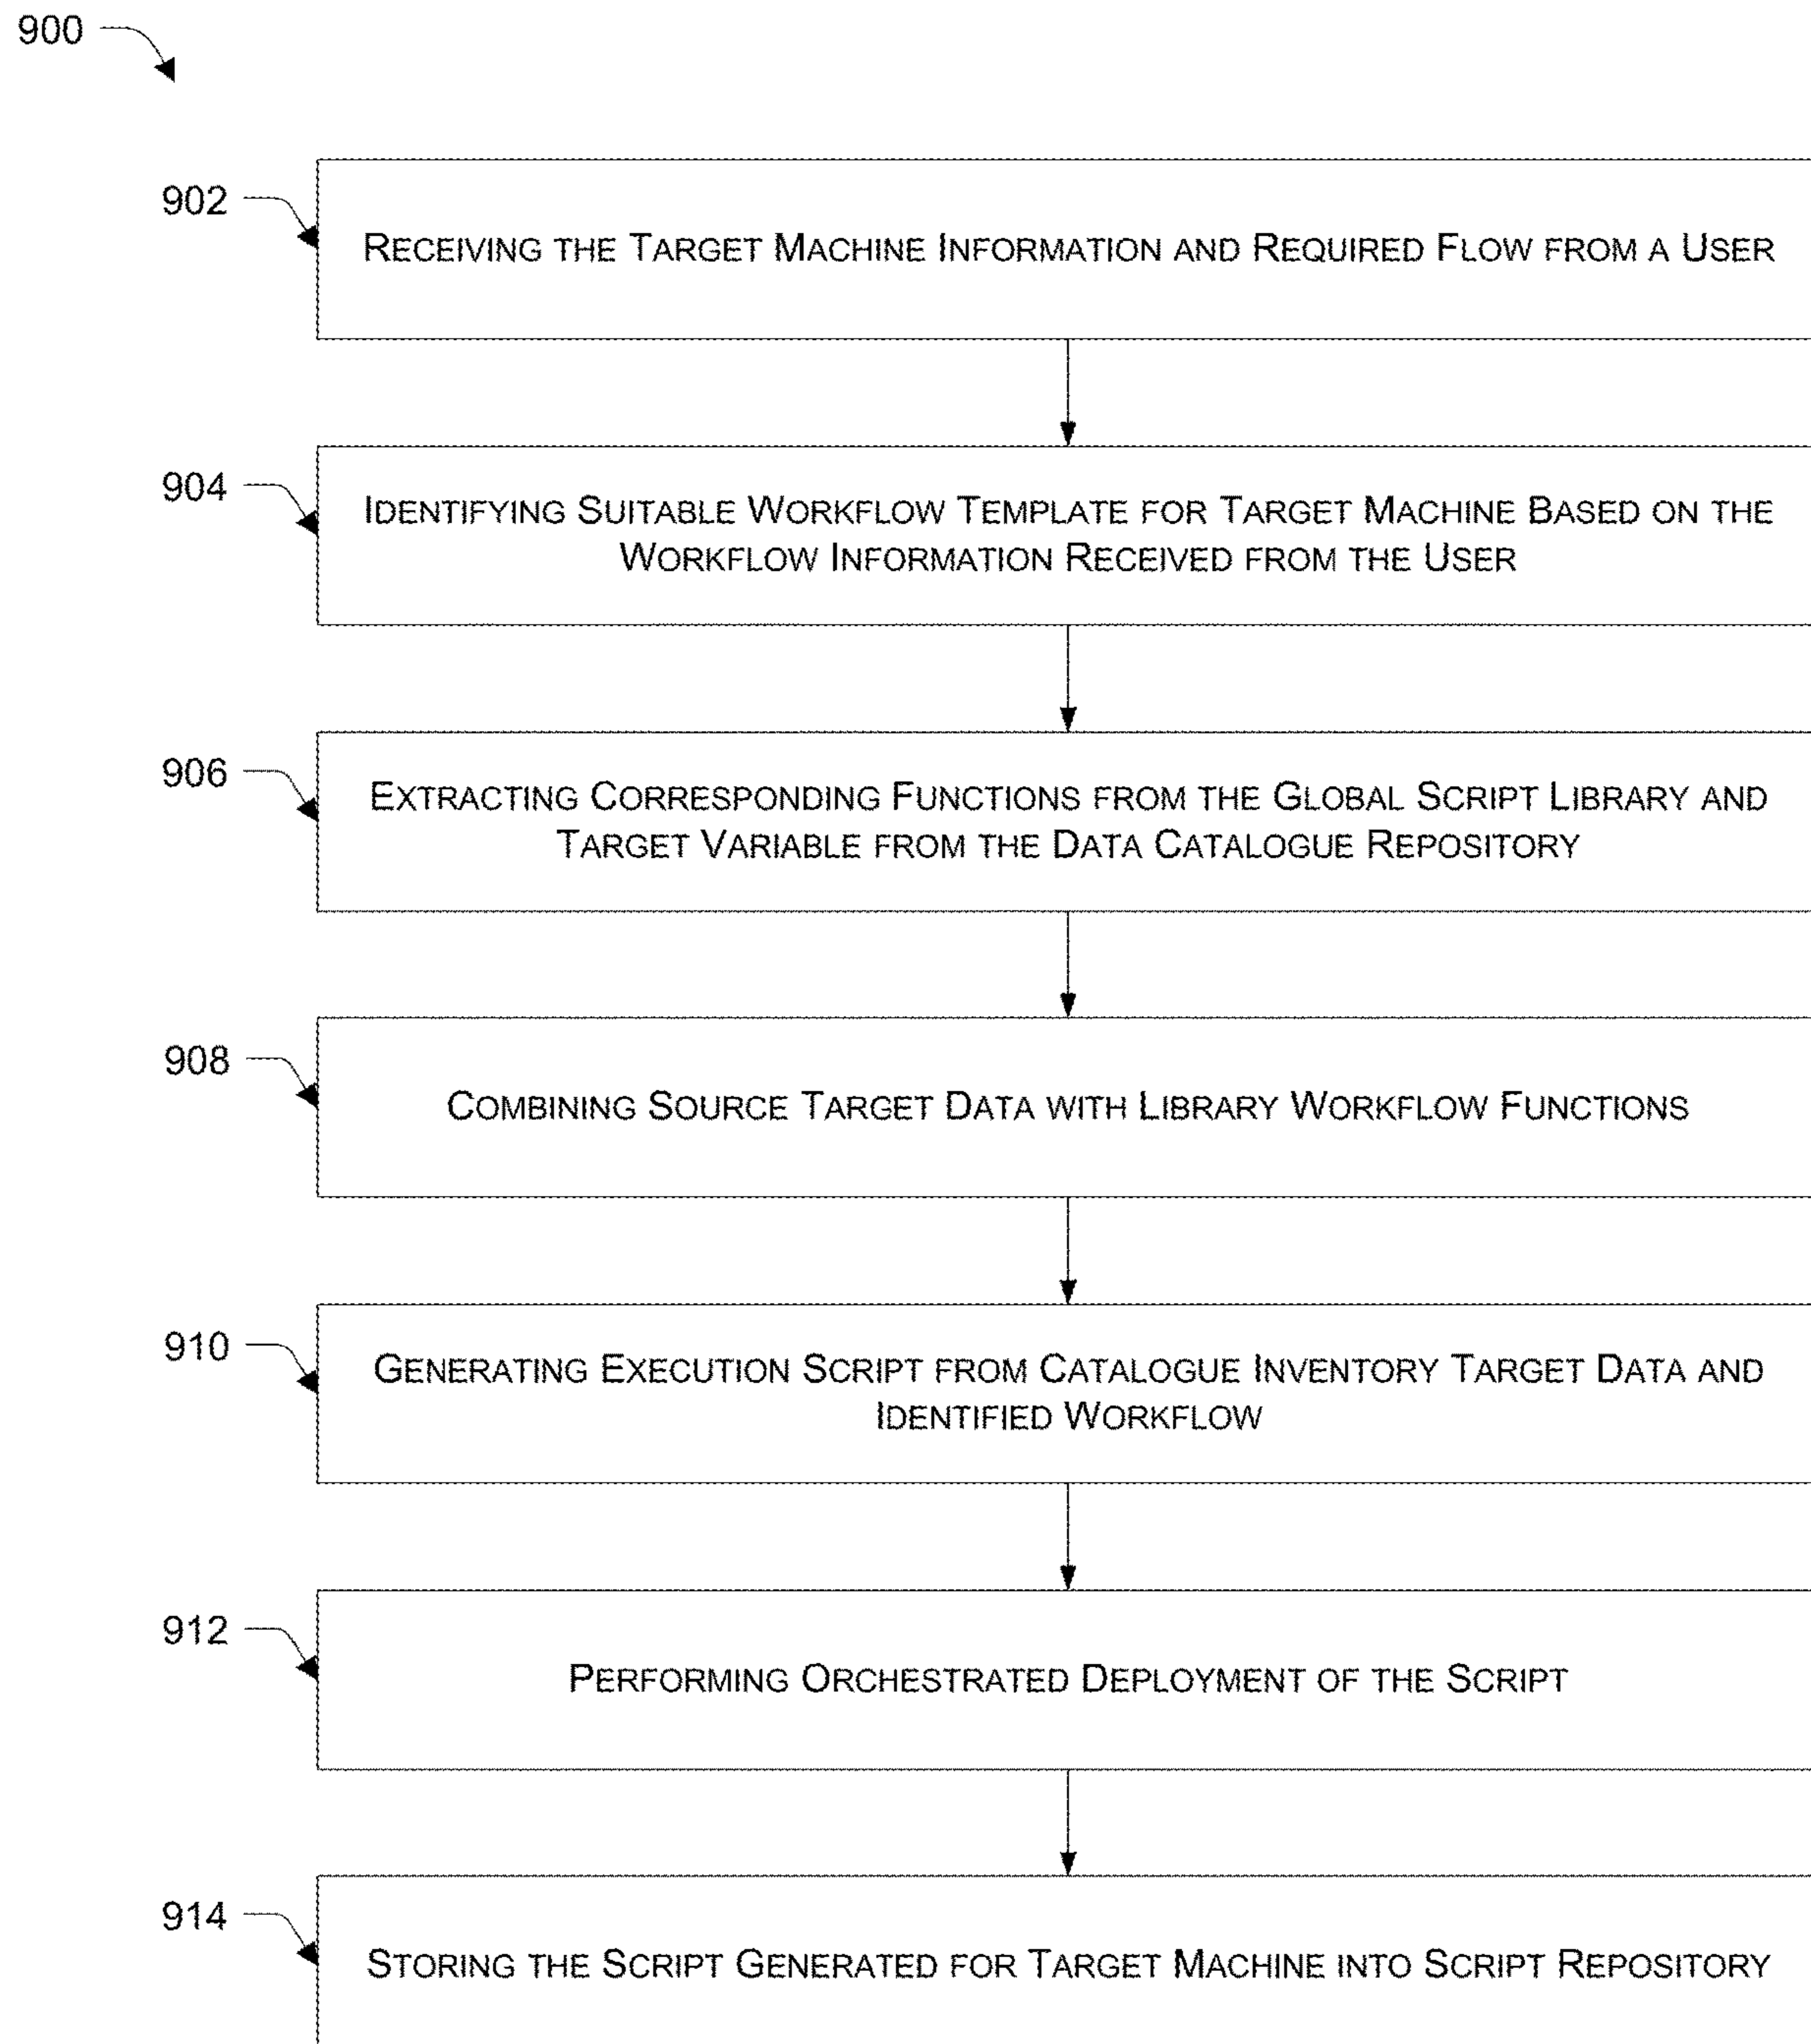 900
902
RECEIVING THE TARGET MACHINE INFORMATION AND REQUIRED FLOW FROM A USER
904
IDENTIFYING SUITABLE WORKFLOW TEMPLATE FOR TARGET MACHINE BASED ON THE
WORKFLOW INFORMATION RECEIVED FROM THE USER
906
EXTRACTING CORRESPONDING FUNCTIONS FROM THE GLOBAL SCRIPT LIBRARY AND
TARGET VARIABLE FROM THE DATA CATALOGUE REPOSITORY
908
COMBINING SOURCE TARGET DATA WITH LIBRARY WORKFLOW FUNCTIONS
910
GENERATING EXECUTION SCRIPT FROM CATALOGUE INVENTORY TARGET DATA AND
IDENTIFIED WORKFLOW
912
PERFORMING ORCHESTRATED DEPLOYMENT OF THE SCRIPT
914
STORING THE SCRIPT GENERATED FOR TARGET MACHINE INTO SCRIPT REPOSITORY